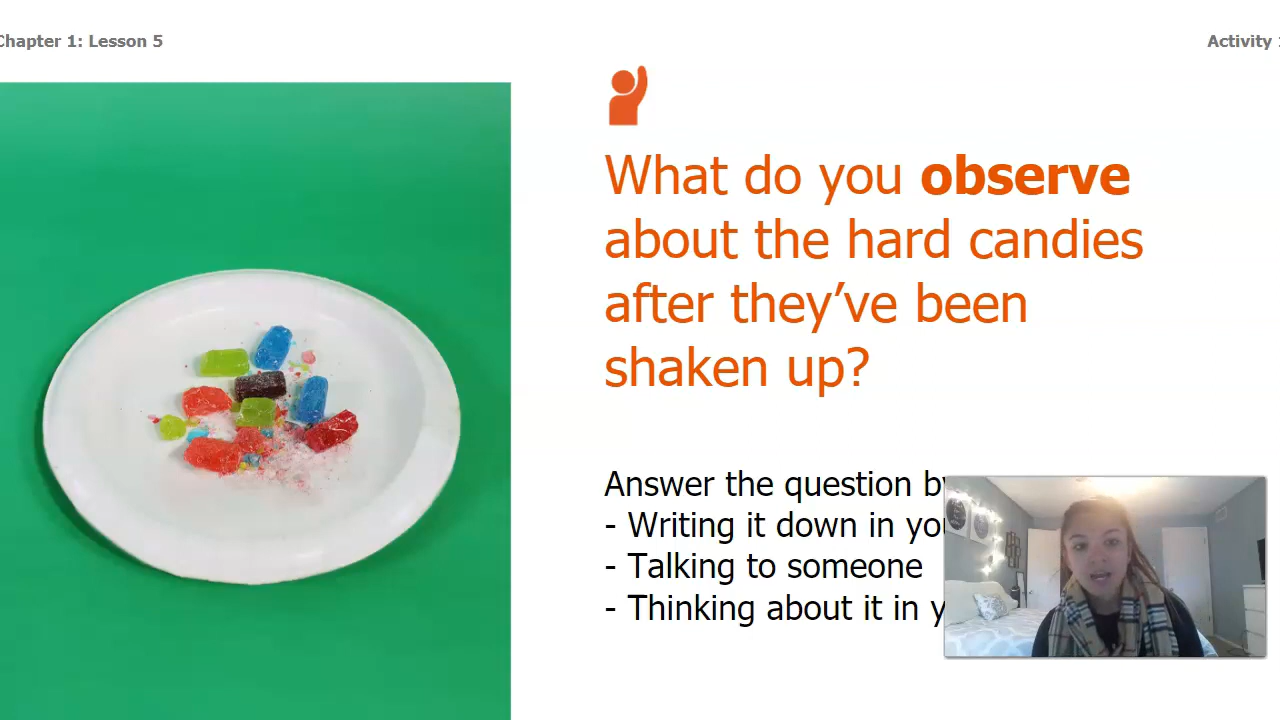 Chapter 1: Lesson 5
Activity
What do you observe
about the hard candies
after they’ve been
shaken up?
Answer the question
- Writing it down in
- Talking to someone
- Thinking about it in